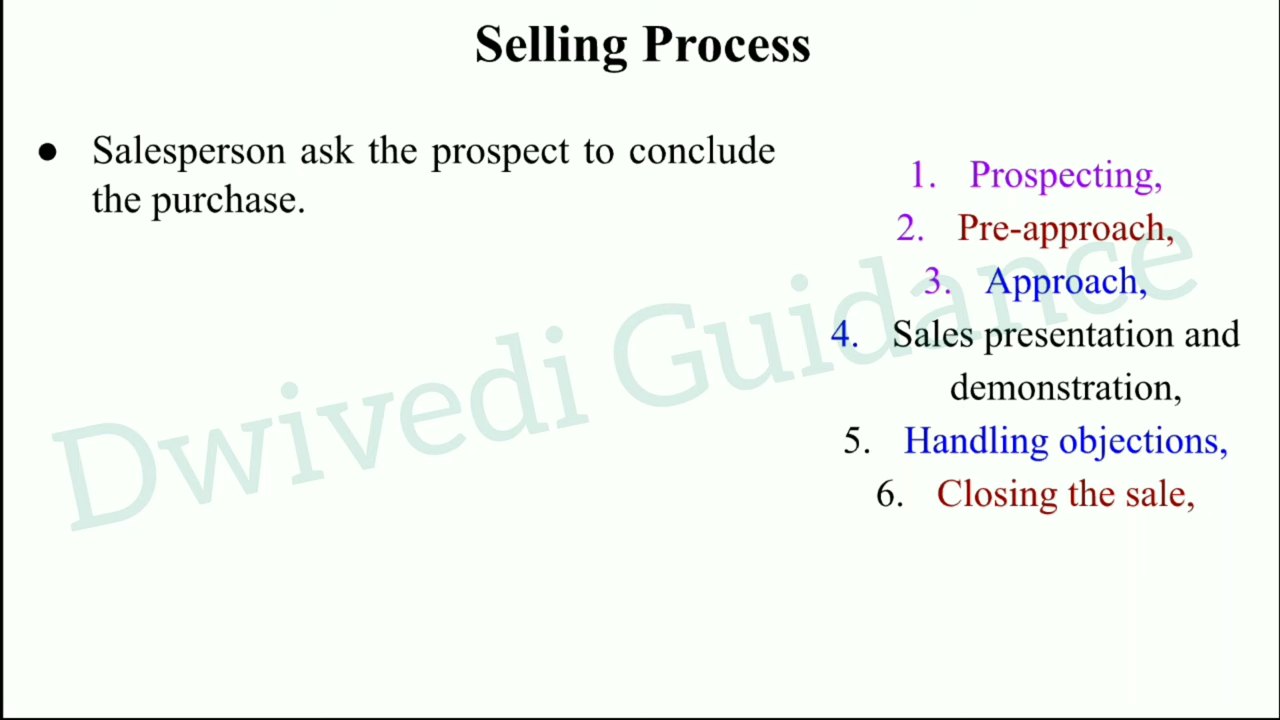 Selling Process
● Salesperson ask the prospect to conclude
the purchase.
1. Prospecting,
2. Pre-approach,
3. Approach,
4. Sales presentation and
demonstration,
5. Handling objections,
6. Closing the sale,
Dwivedi Guidance